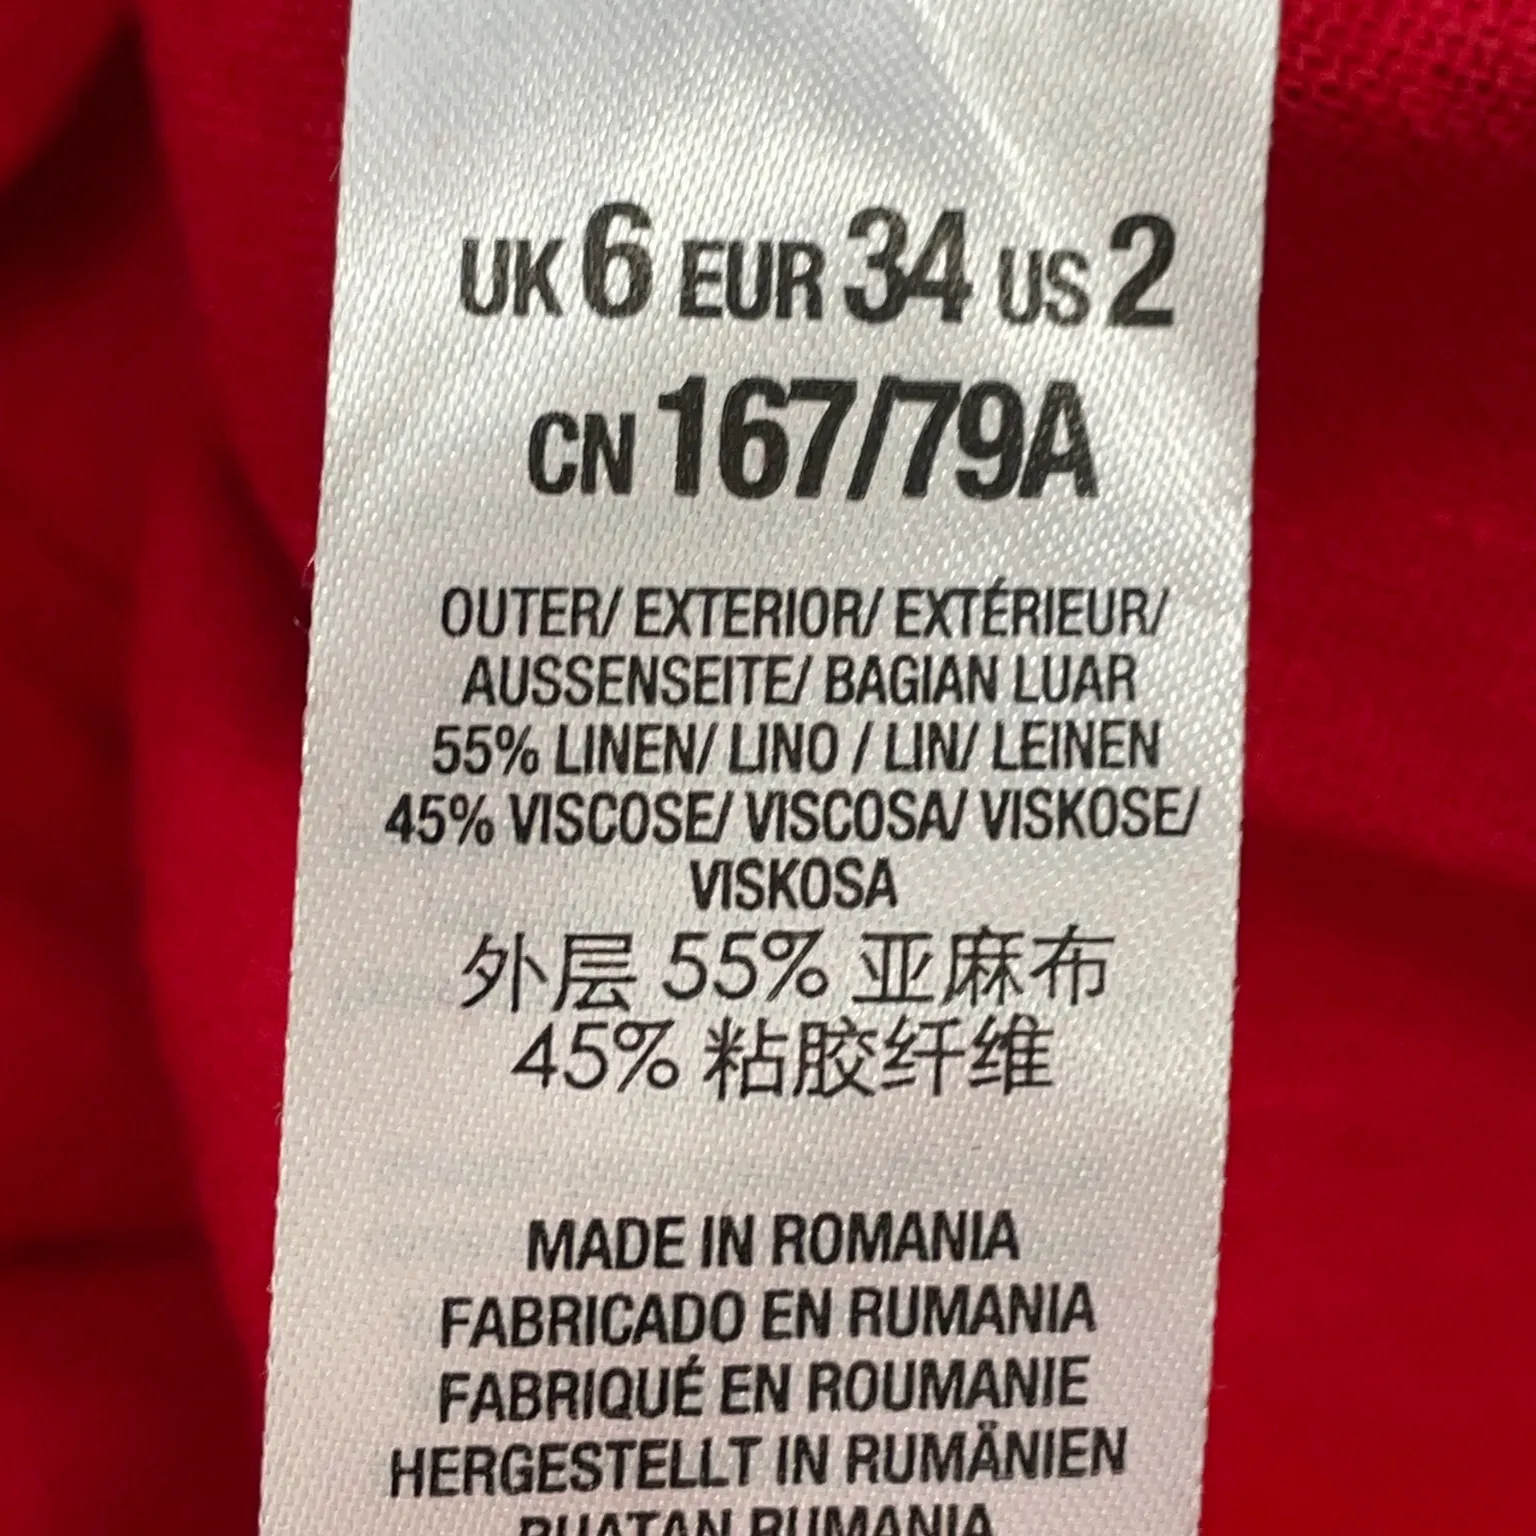 UK 6 EUR 34 US 2
CN 167/79A
OUTER/ EXTERIOR/ EXTÉRIEUR/
AUSSENSEITE/ BAGIAN LUAR
55% LINEN/ LINO / LIN/ LEINEN
45% VISCOSE/ VISCOSA/ VISKOSE/
VISKOSA
外层 55% 亚麻布
45% 粘胶纤维
MADE IN ROMANIA
FABRICADO EN RUMANIA
FABRIQUÉ EN ROUMANIE
HERGESTELLT IN RUMÄNIEN
BUATAN RUMANIA